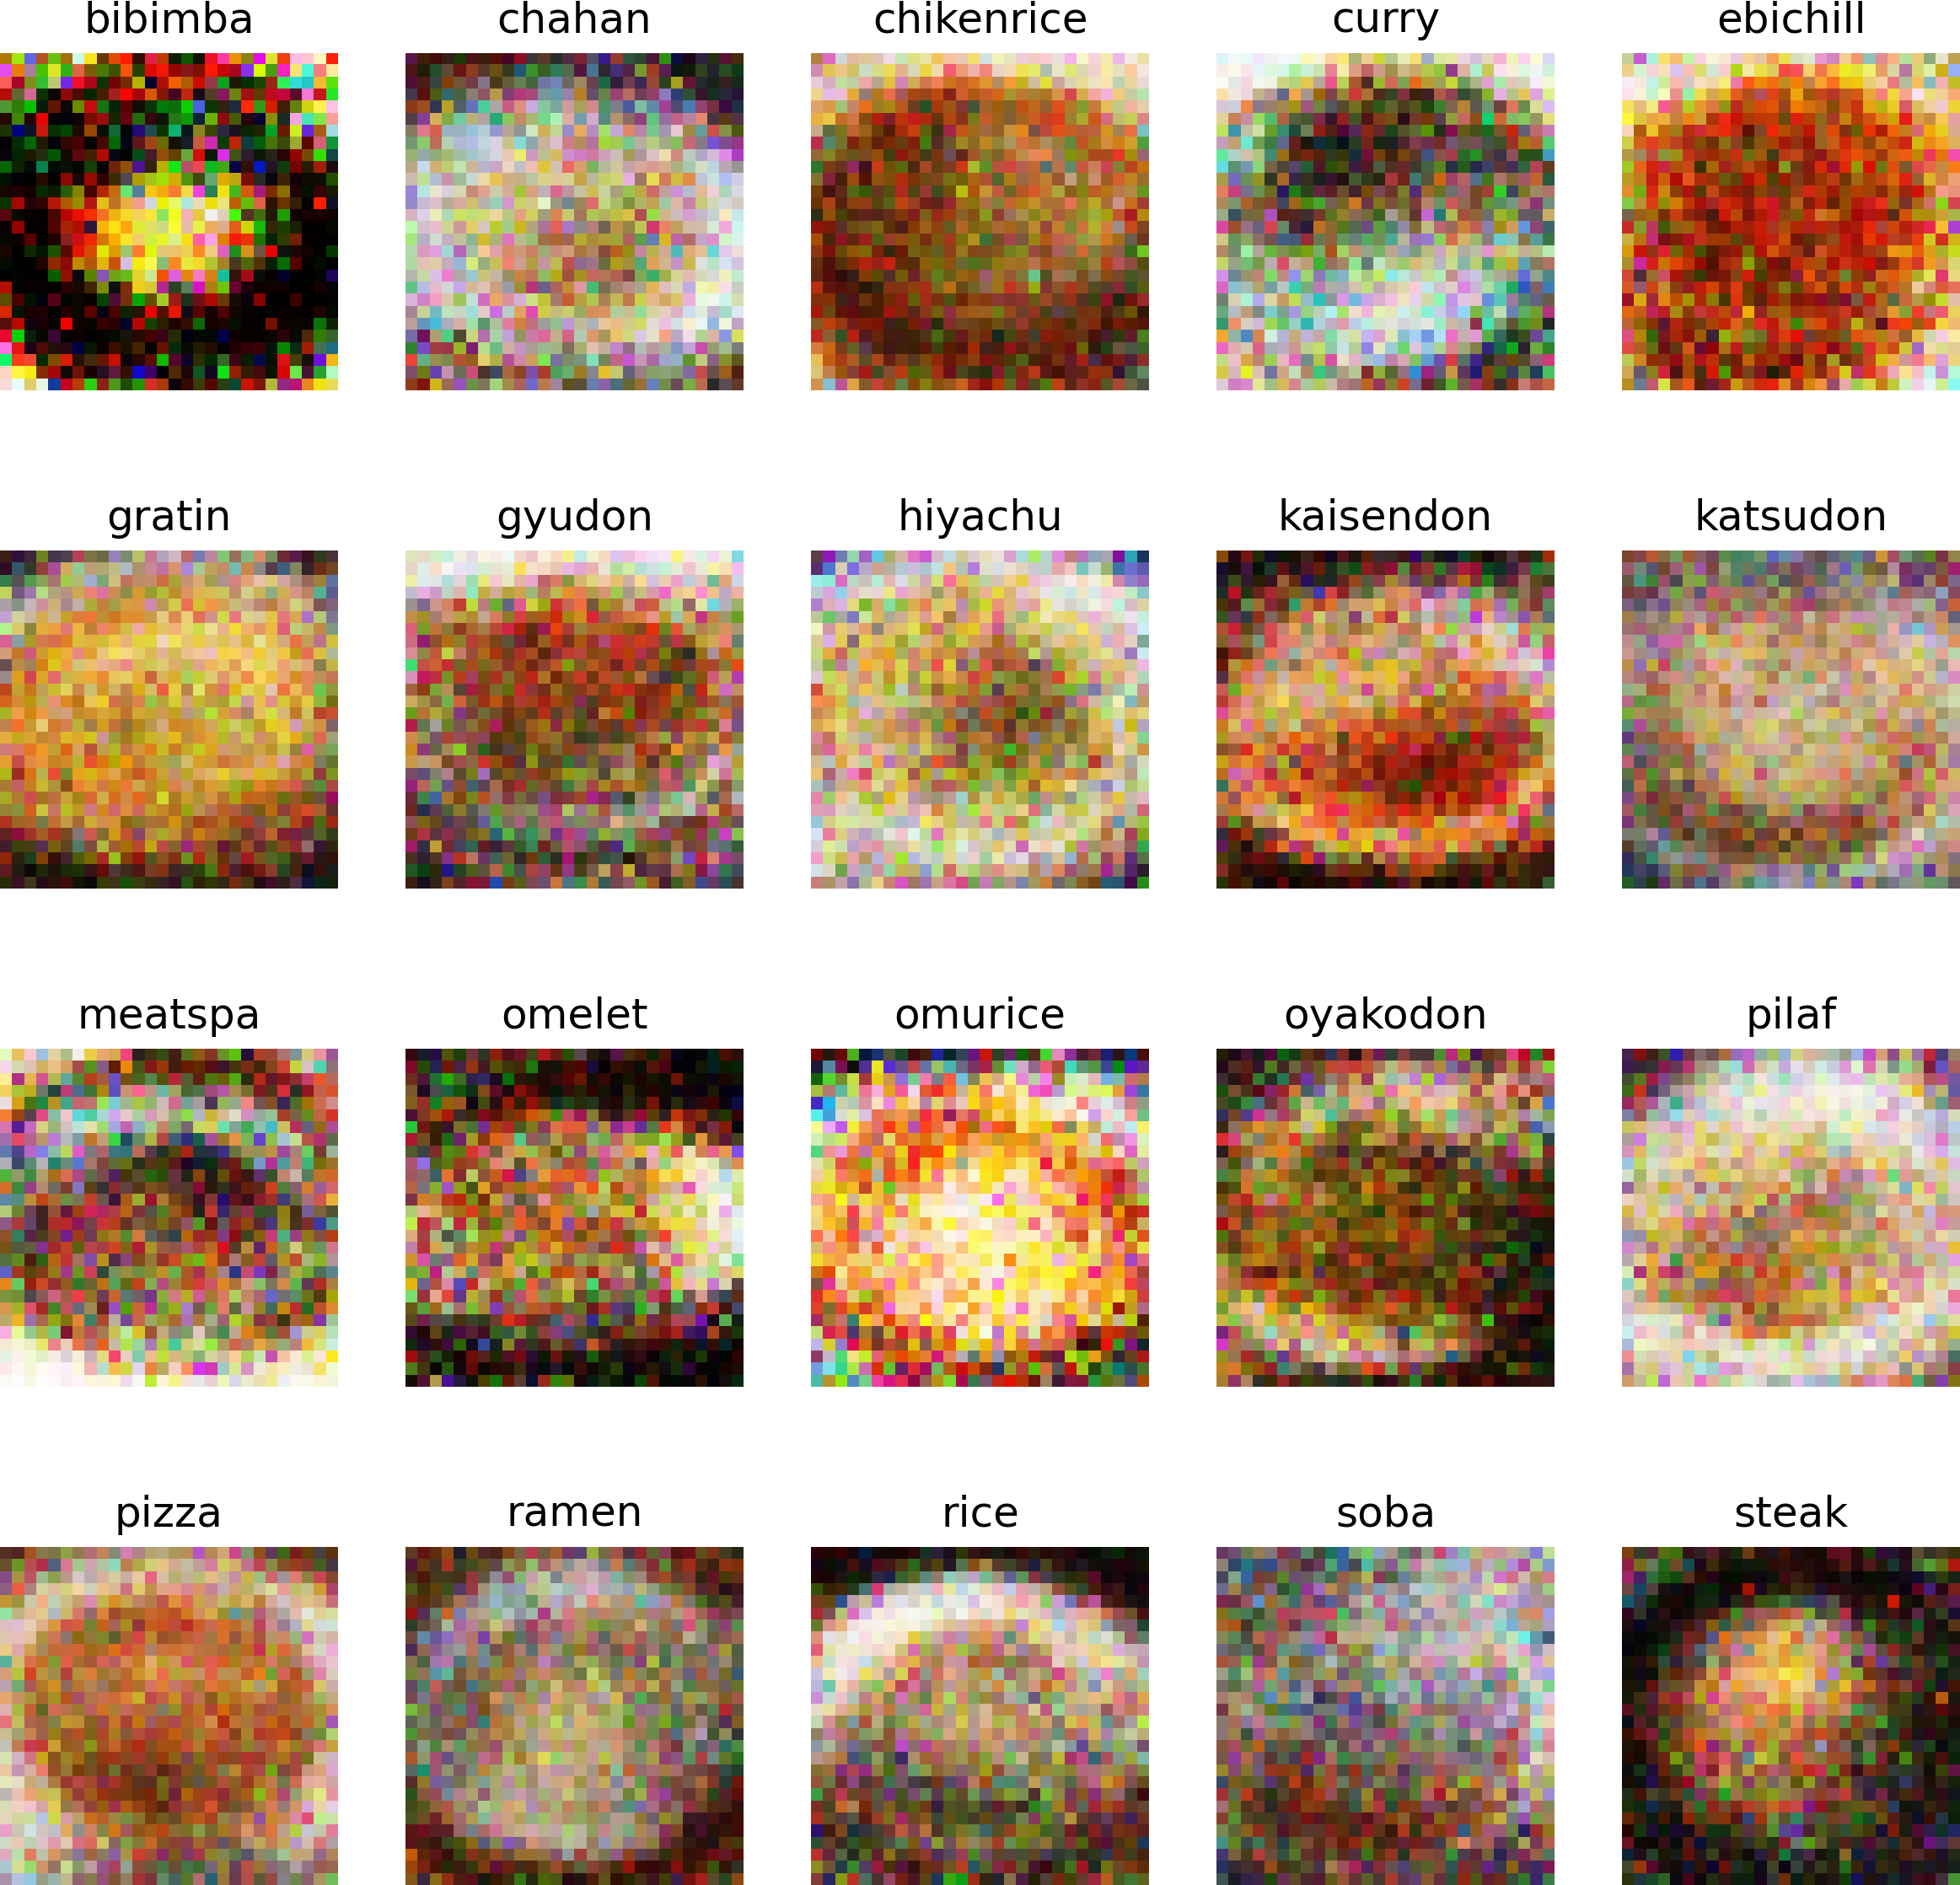 bibimba chahan chikenrice curry ebichill
gratin gyudon hiyachu kaisendon katsudon
meatspa omelet omurice oyakodon pilaf
pizza ramen rice soba steak